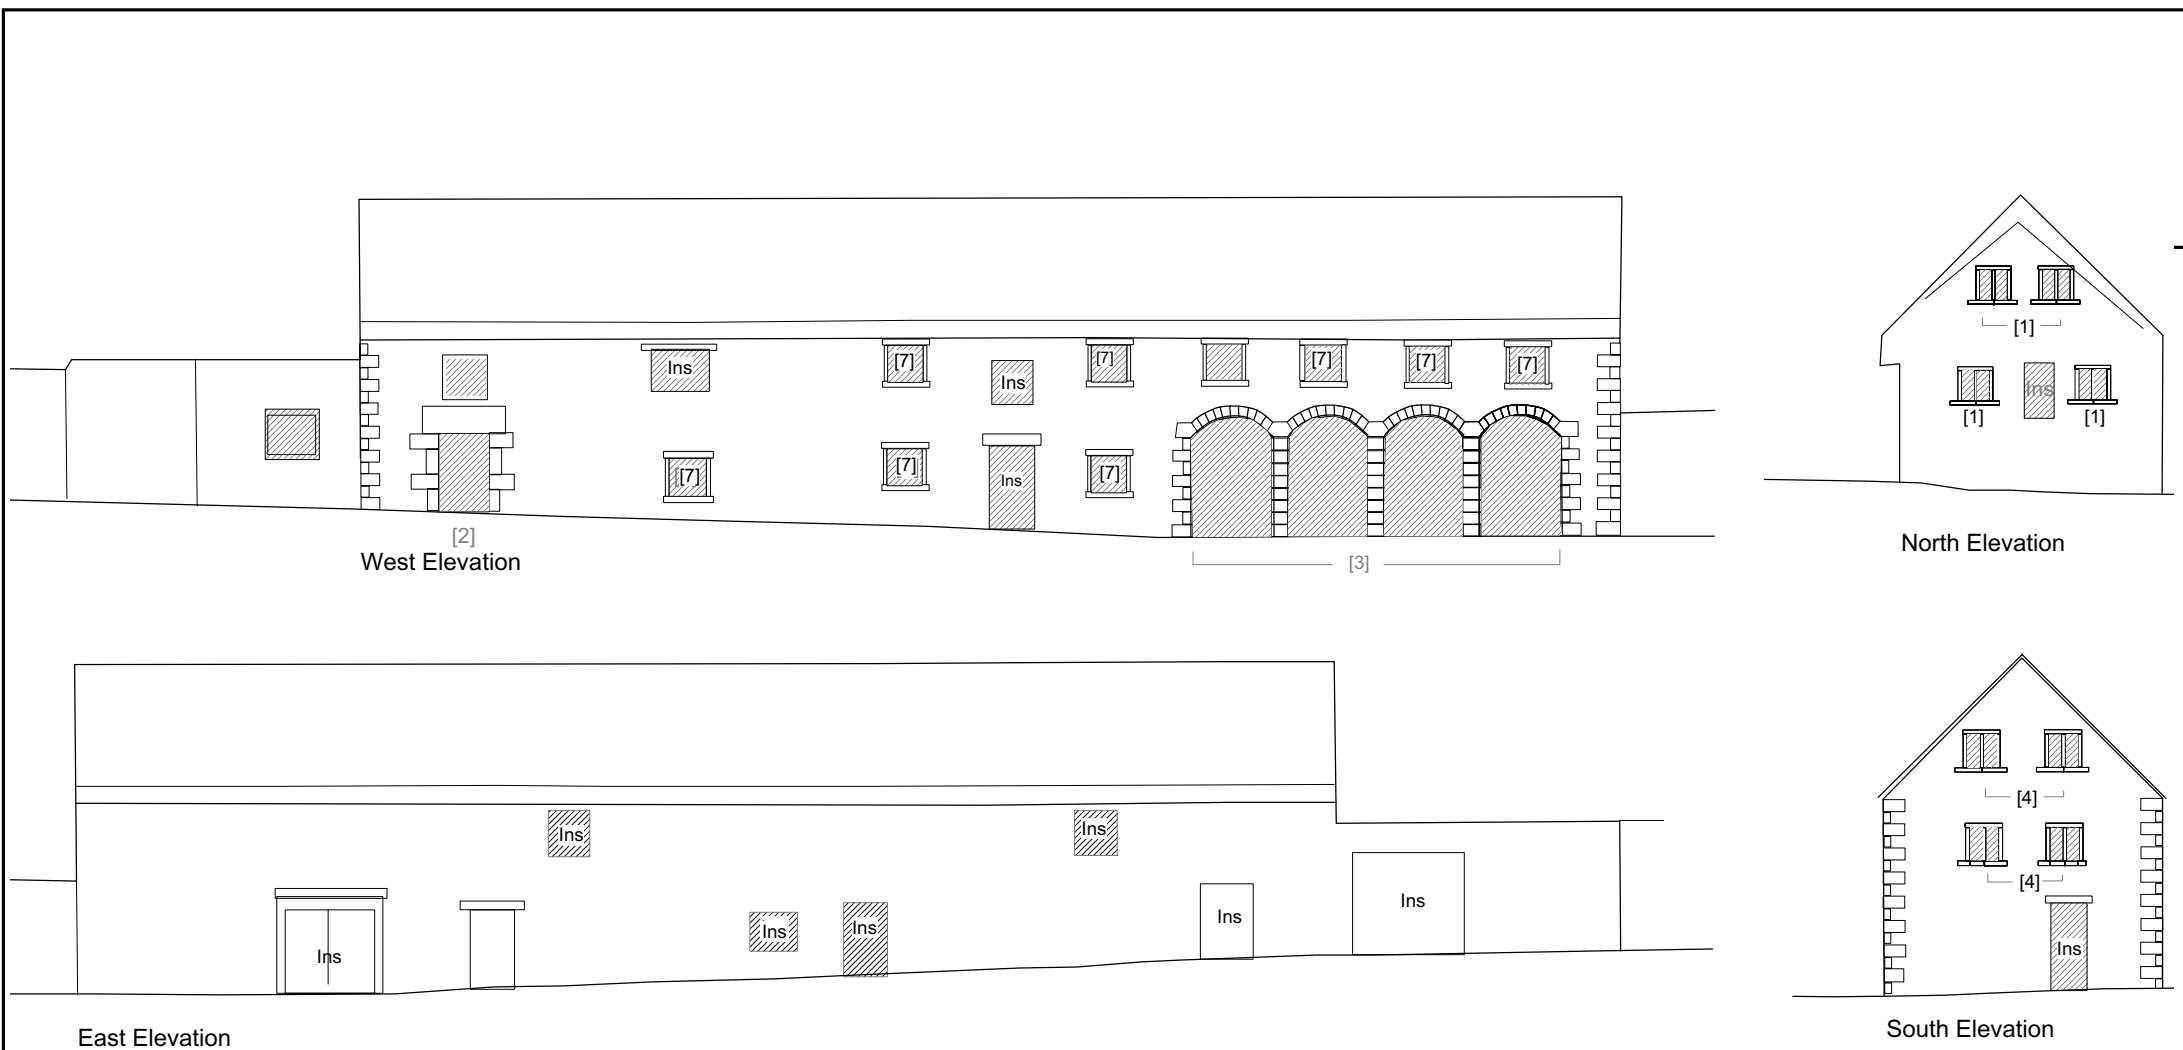 Ins
[7]
[7]
[7]
[7]
[7]
Ins
[7]
[7]
Ins
[7]
[2]
[3]
West Elevation
[1]
Ins
[1]
[1]
North Elevation
Ins
Ins
Ins
Ins
Ins
Ins
Ins
East Elevation
[4]
[4]
Ins
South Elevation